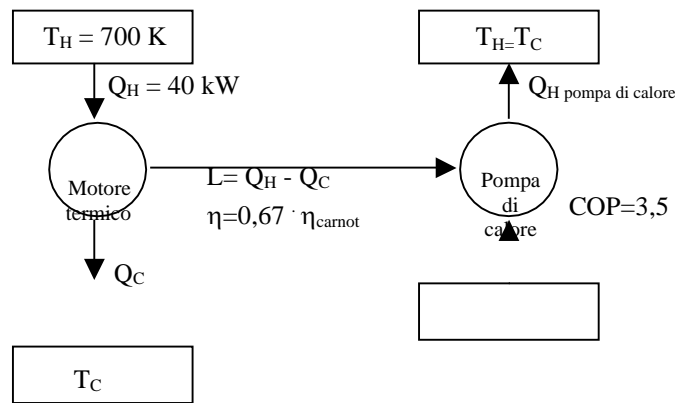 T_H = 700 K
T_H=T_C
Q_H = 40 kW
Q_H pompa di calore
Motore
termico
L= Q_H - Q_C
η=0,67 · η_carnot
Pompa
di
calore
COP=3,5
Q_C
T_C